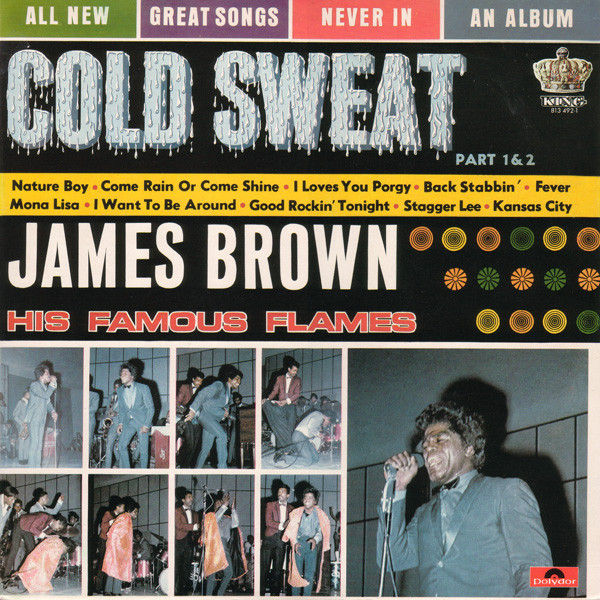 ALL NEW GREAT SONGS NEVER IN AN ALBUM
COLD SWEAT
KING
813 492-1
PART 1 & 2
Nature Boy • Come Rain Or Come Shine • I Loves You Porgy • Back Stabbin' • Fever
Mona Lisa • I Want To Be Around • Good Rockin' Tonight • Stagger Lee • Kansas City
JAMES BROWN
HIS FAMOUS FLAMES
polydor